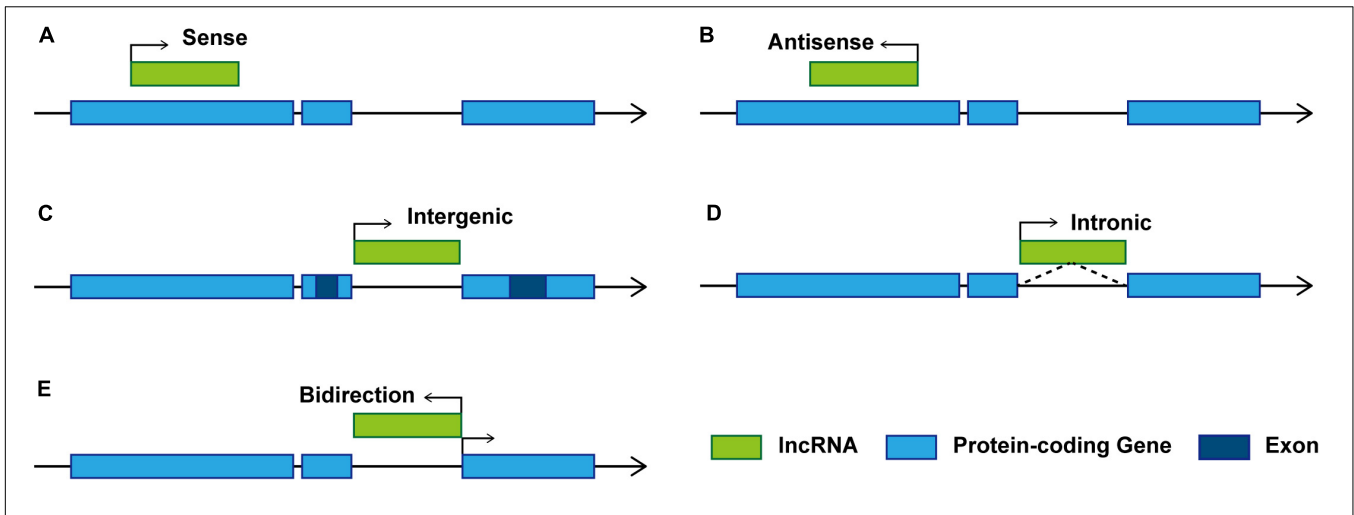 A
Sense
B
Antisense
C
Intergenic
D
Intronic
E
Bidirection
lncRNA
Protein-coding Gene
Exon